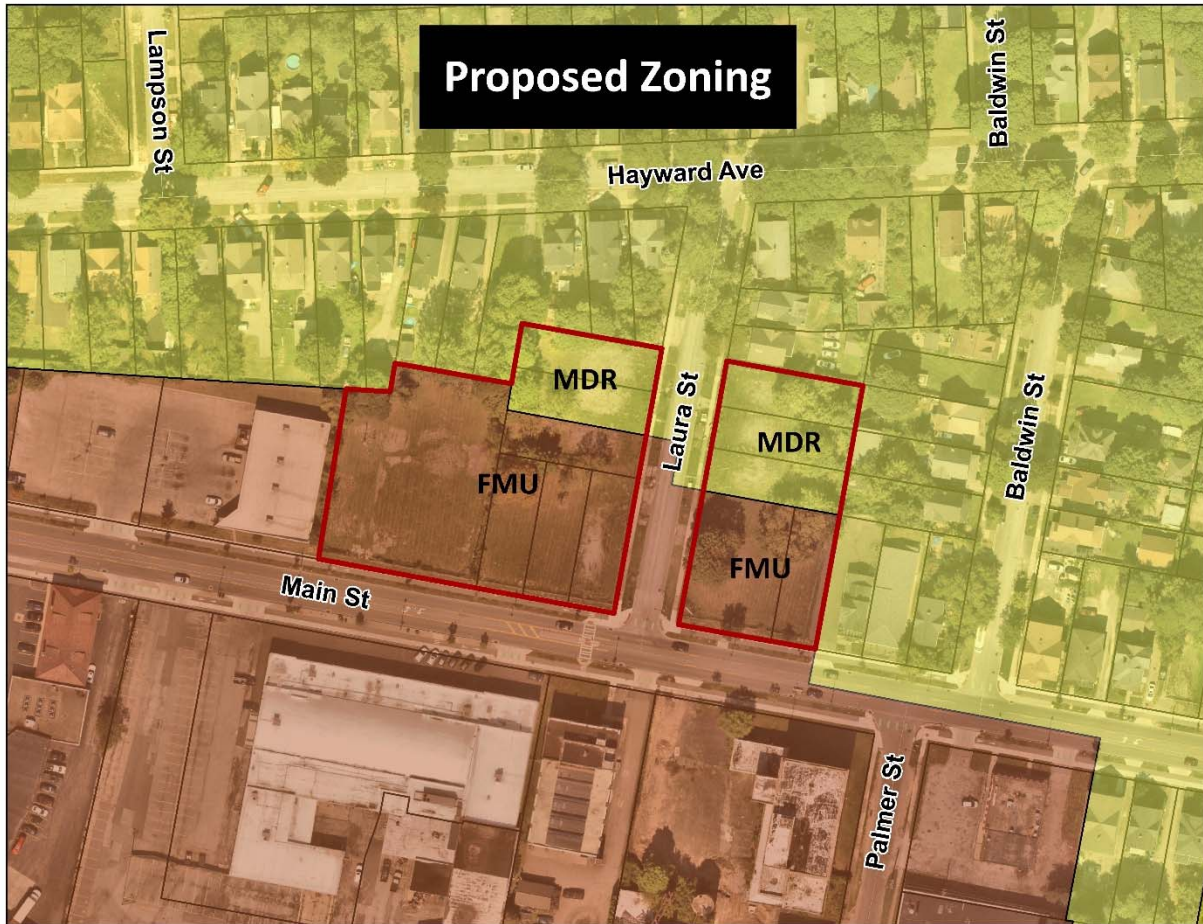 Proposed Zoning
Lampson St
Baldwin St
Hayward Ave
MDR
MDR
Laura St
Baldwin St
FMU
FMU
Main St
Palmer St